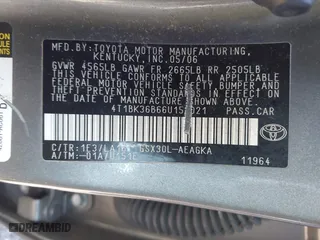 MFD. BY: TOYOTA MOTOR MANUFACTURING,
KENTUCKY, INC. 05/06
GVWR 4565LB GAWR FR 2665LB RR 2505LB
THIS VEHICLE CONFORMS TO ALL APPLICABLE
FEDERAL MOTOR VEHICLE SAFETY, BUMPER, AND
THEFT PREVENTION STANDARDS IN EFFECT ON
THE DATE OF MANUFACTURE SHOWN ABOVE.
PASS.CAR
C/TR: GSX30L-AEAGKA
A/TM:
TOYOTA
11964